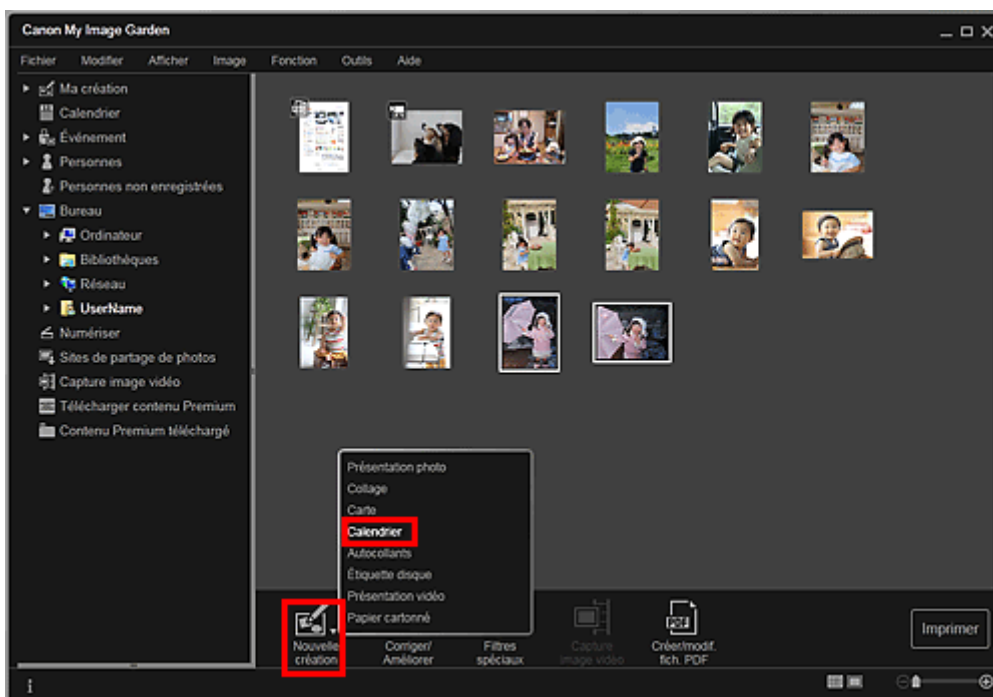 Canon My Image Garden
Fichier Modifier Afficher Image Fonction Outils Aide
Ma création
Calendrier
Événement
Personnes
Personnes non enregistrées
Bureau
Ordinateur
Bibliothèques
Réseau
UserName
Numériser
Sites de partage de photos
Capture image vidéo
Télécharger contenu Premium
Contenu Premium téléchargé
Présentation photo
Collage
Carte
Calendrier
Autocollants
Étiquette disque
Présentation vidéo
Papier cartonné
Nouvelle
création
Corriger/
Améliorer
Filtres
spéciaux
Capture
image vidéo
PDF
Créer/modif.
fich. PDF
Imprimer